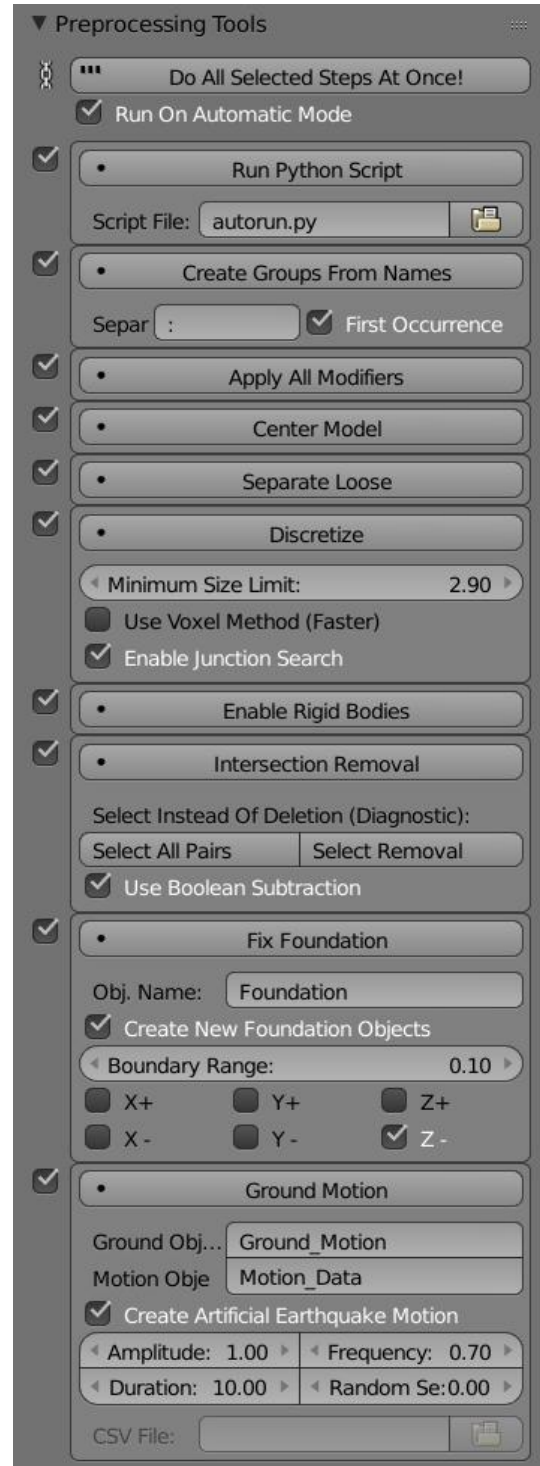 Preprocessing Tools
Do All Selected Steps At Once!
Run On Automatic Mode
Run Python Script
Script File: autorun.py
Create Groups From Names
Separ : First Occurrence
Apply All Modifiers
Center Model
Separate Loose
Discretize
Minimum Size Limit: 2.90
Use Voxel Method (Faster)
Enable Junction Search
Enable Rigid Bodies
Intersection Removal
Select Instead Of Deletion (Diagnostic):
Select All Pairs Select Removal
Use Boolean Subtraction
Fix Foundation
Obj. Name: Foundation
Create New Foundation Objects
Boundary Range: 0.10
X+ Y+ Z+
X - Y - Z -
Ground Motion
Ground Obj... Ground_Motion
Motion Obje Motion_Data
Create Artificial Earthquake Motion
Amplitude: 1.00 Frequency: 0.70
Duration: 10.00 Random Se:0.00
CSV File: